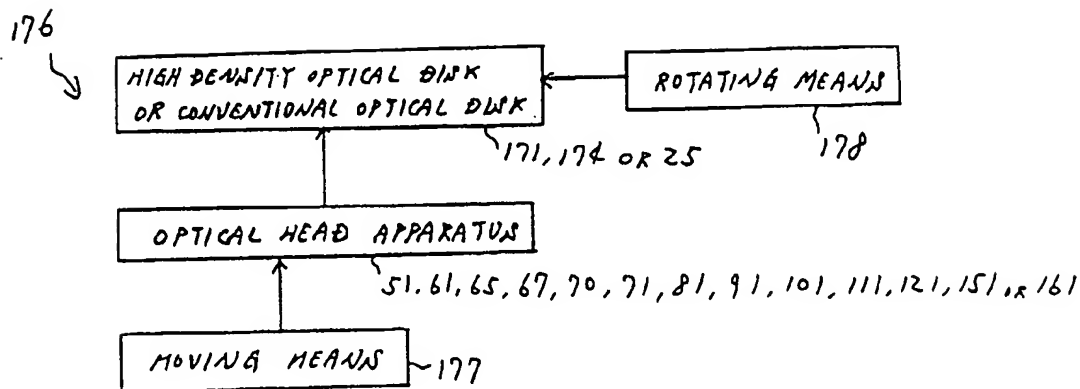 176
HIGH DENSITY OPTICAL DISK
OR CONVENTIONAL OPTICAL DISK
ROTATING MEANS
171, 174 OR 25
178
OPTICAL HEAD APPARATUS
51, 61, 65, 67, 70, 71, 81, 91, 101, 111, 121, 151 OR 161
MOVING MEANS
177